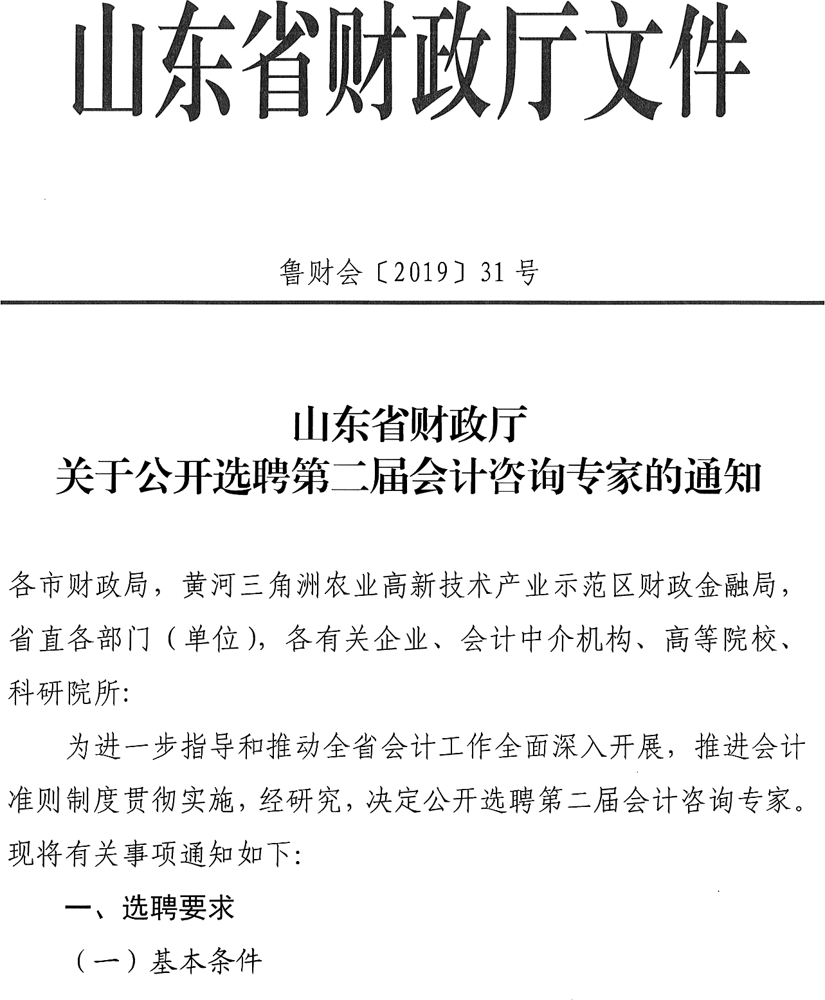 山东省财政厅文件
鲁财会〔2019〕31 号
山东省财政厅
关于公开选聘第二届会计咨询专家的通知
各市财政局，黄河三角洲农业高新技术产业示范区财政金融局，
省直各部门（单位），各有关企业、会计中介机构、高等院校、
科研院所：
为进一步指导和推动全省会计工作全面深入开展，推进会计
准则制度贯彻实施，经研究，决定公开选聘第二届会计咨询专家。
现将有关事项通知如下：
一、选聘要求
（一）基本条件